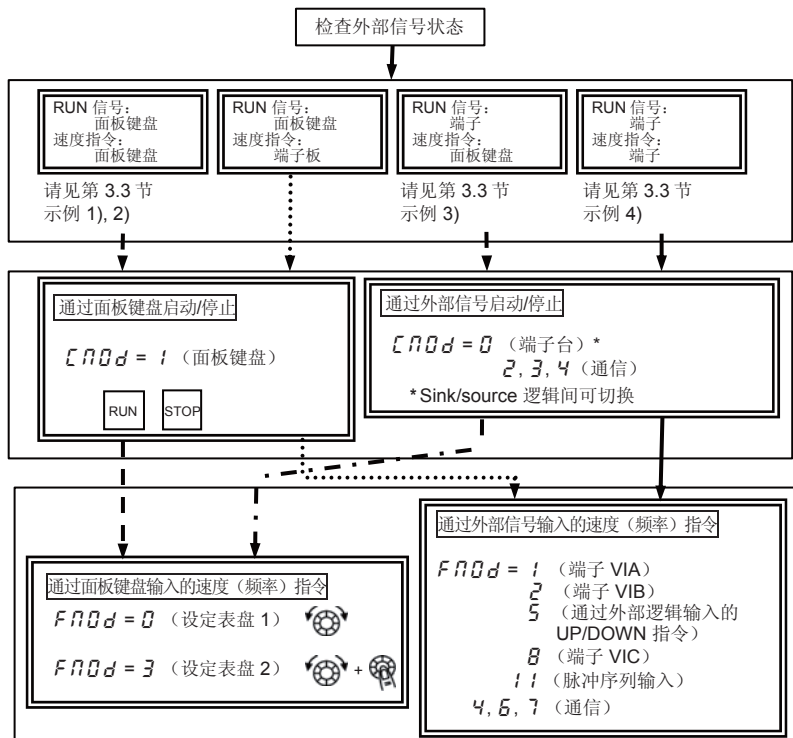 检查外部信号状态
RUN 信号：
面板键盘
速度指令：
面板键盘
RUN 信号：
面板键盘
速度指令：
端子板
RUN 信号：
端子
速度指令：
面板键盘
RUN 信号：
端子
速度指令：
端子
请见第 3.3 节
示例 1), 2)
请见第 3.3 节
示例 3)
请见第 3.3 节
示例 4)
通过面板键盘启动/停止
CMOd = 1（面板键盘）
RUN
STOP
通过外部信号启动/停止
CMOd = 0（端子台）*
2, 3, 4（通信）
* Sink/source 逻辑间可切换
通过面板键盘输入的速度（频率）指令
FMOd = 0（设定表盘 1）
FMOd = 3（设定表盘 2）
+
通过外部信号输入的速度（频率）指令
FMOd = 1（端子 VIA）
2（端子 VIB）
5（通过外部逻辑输入的
UP/DOWN 指令）
8（端子 VIC）
11（脉冲序列输入）
4, 6, 7（通信）